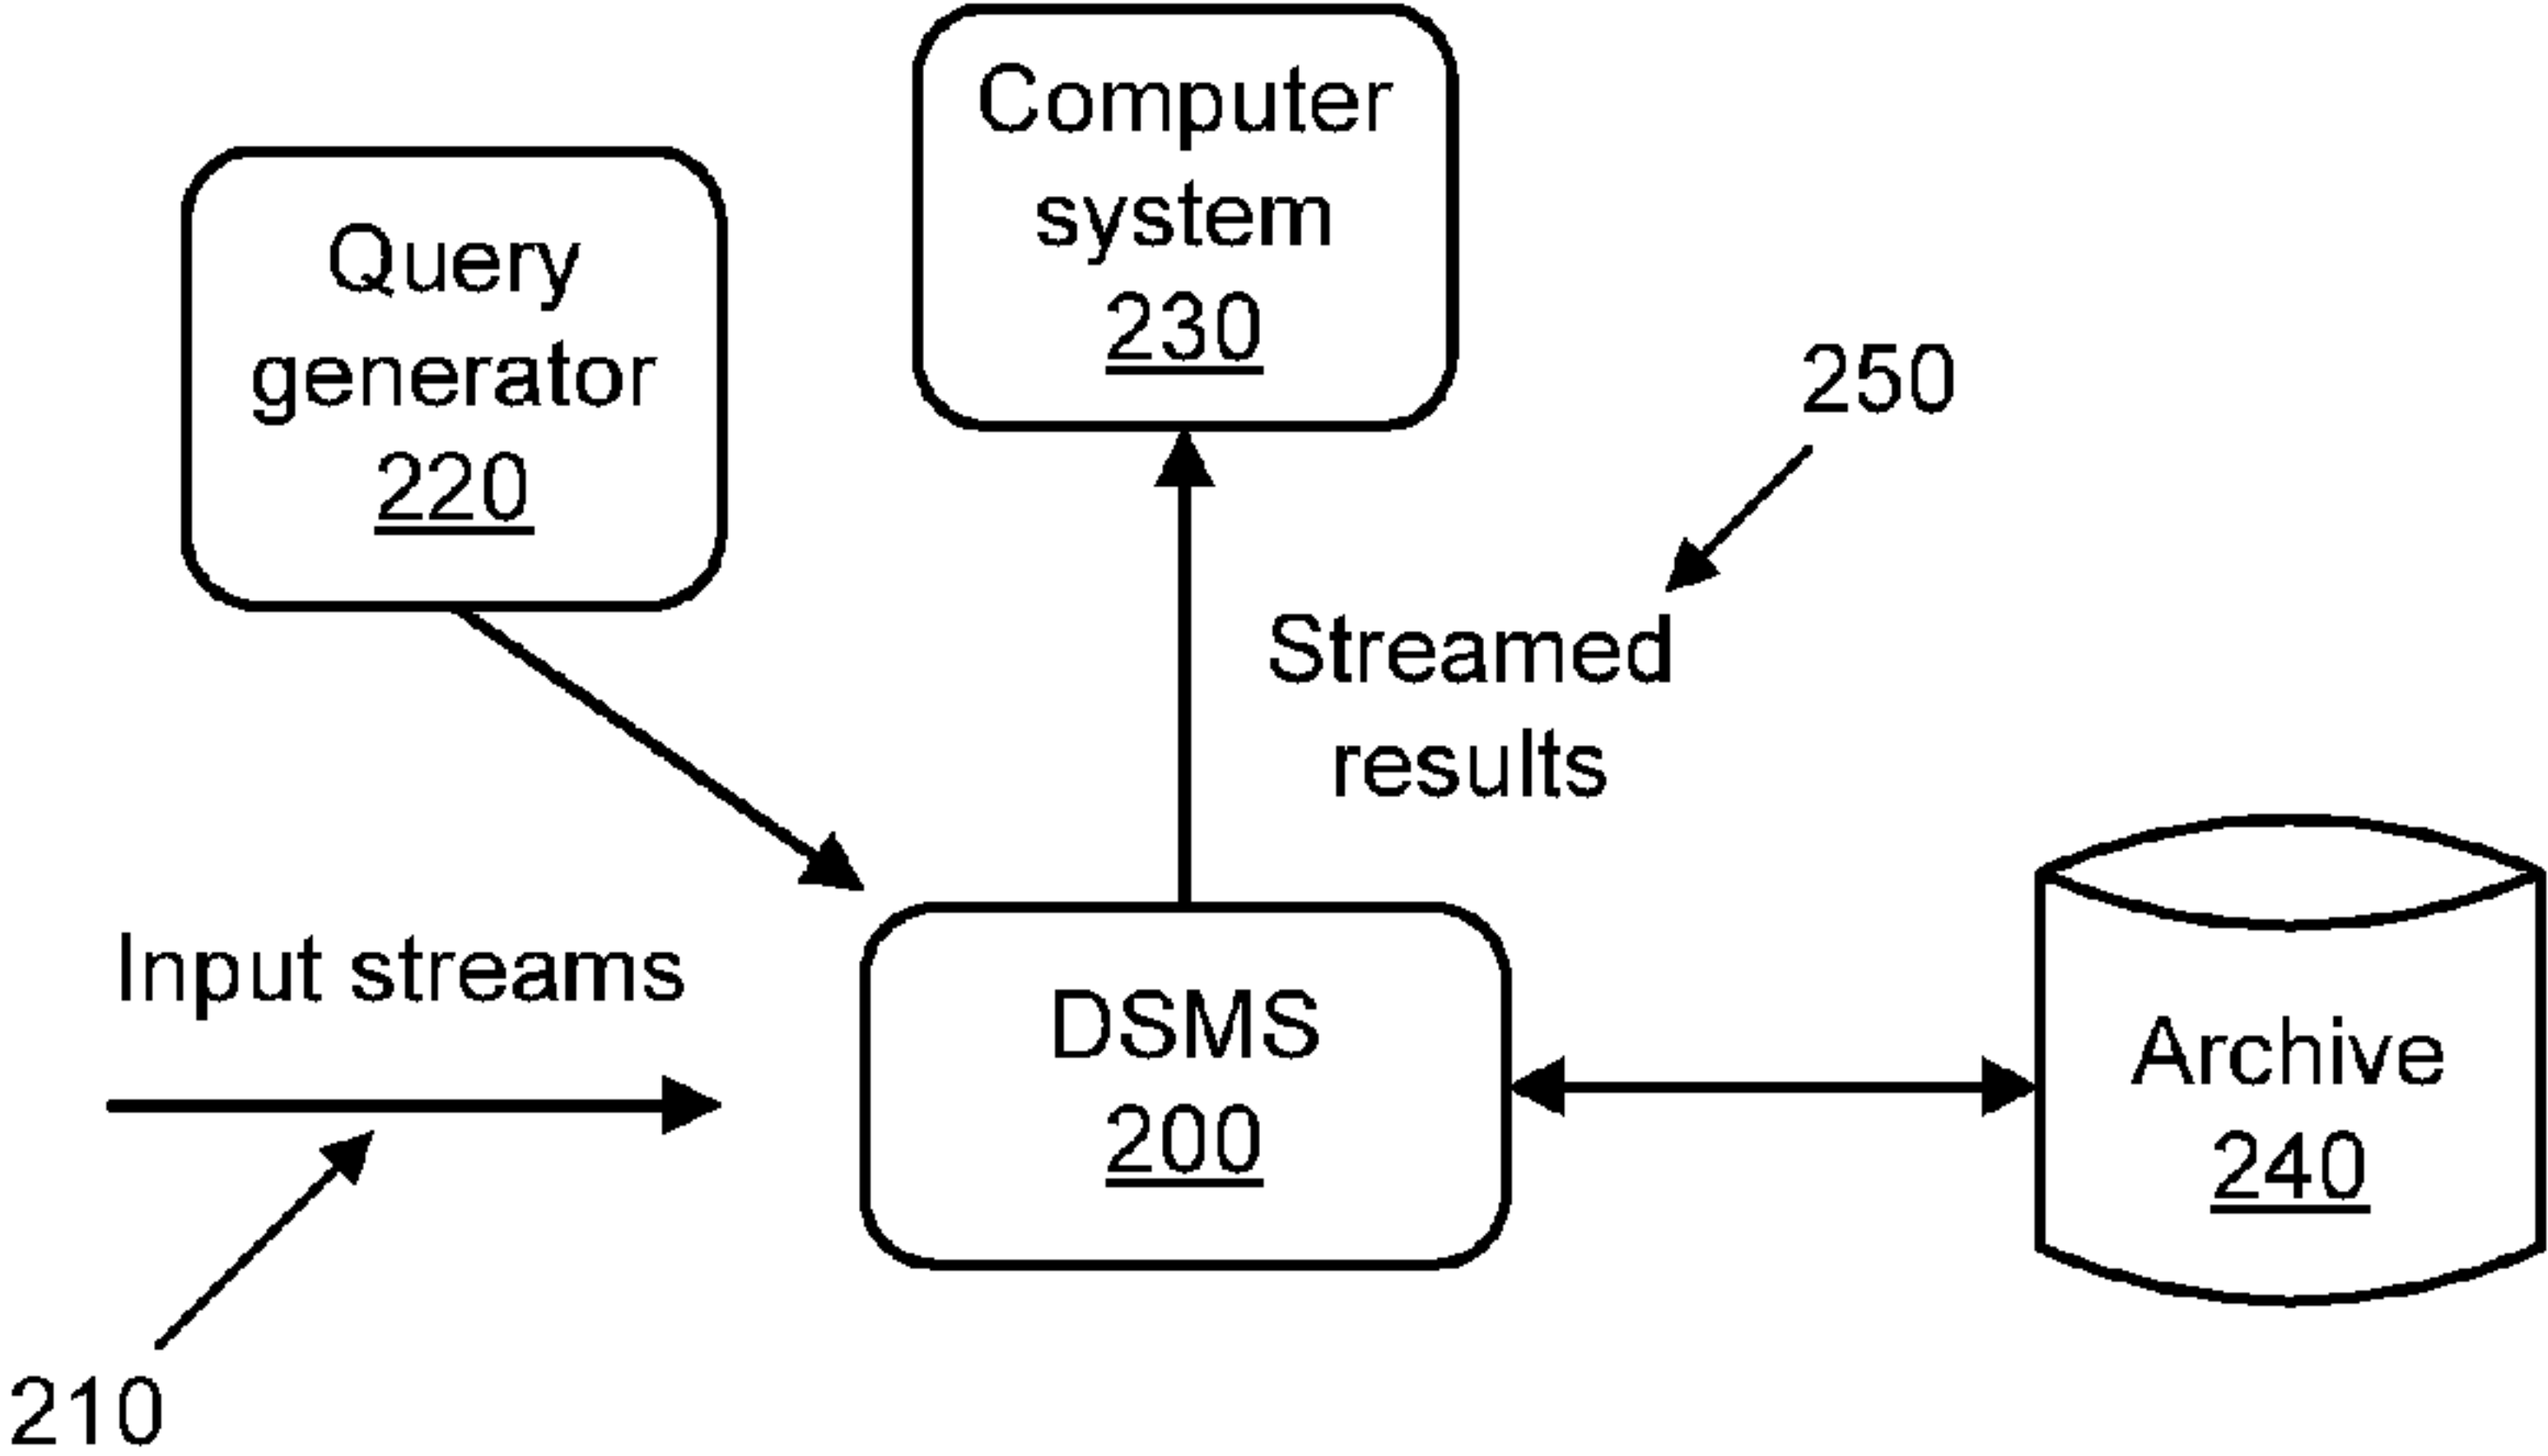 Computer
system
230
Query
generator
220
250
Streamed
results
Input streams
DSMS
200
Archive
240
210